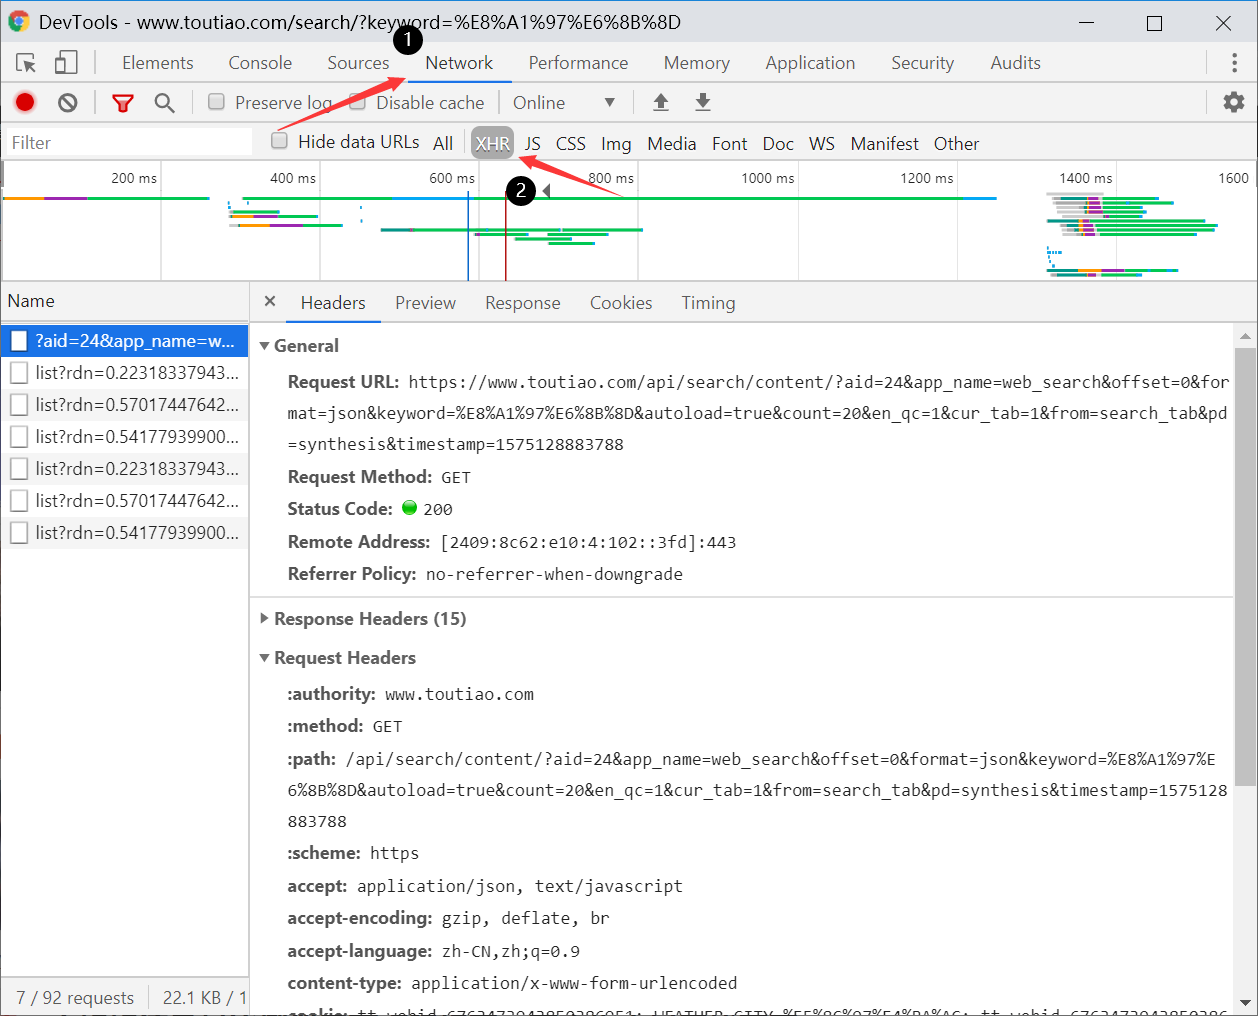 DevTools - www.toutiao.com/search/?keyword=%E8%A1%97%E6%8B%8D
1
Elements Console Sources Network Performance Memory Application Security Audits
Preserve log Disable cache Online
Filter Hide data URLs All XHR JS CSS Img Media Font Doc WS Manifest Other
200 ms 400 ms 600 ms 800 ms 1000 ms 1200 ms 1400 ms 1600
2
Name
?aid=24&app_name=w...
list?rdn=0.22318337943...
list?rdn=0.57017447642...
list?rdn=0.54177939900...
list?rdn=0.22318337943...
list?rdn=0.57017447642...
list?rdn=0.54177939900...
7 / 92 requests 22.1 KB / 1
× Headers Preview Response Cookies Timing
General
Request URL: https://www.toutiao.com/api/search/content/?aid=24&app_name=web_search&offset=0&for
mat=json&keyword=%E8%A1%97%E6%8B%8D&autoload=true&count=20&en_qc=1&cur_tab=1&from=search_tab&pd
=synthesis&timestamp=1575128883788
Request Method: GET
Status Code: 200
Remote Address: [2409:8c62:e10:4:102::3fd]:443
Referrer Policy: no-referrer-when-downgrade
Response Headers (15)
Request Headers
:authority: www.toutiao.com
:method: GET
:path: /api/search/content/?aid=24&app_name=web_search&offset=0&format=json&keyword=%E8%A1%97%E
6%8B%8D&autoload=true&count=20&en_qc=1&cur_tab=1&from=search_tab&pd=synthesis&timestamp=1575128
883788
:scheme: https
accept: application/json, text/javascript
accept-encoding: gzip, deflate, br
accept-language: zh-CN,zh;q=0.9
content-type: application/x-www-form-urlencoded